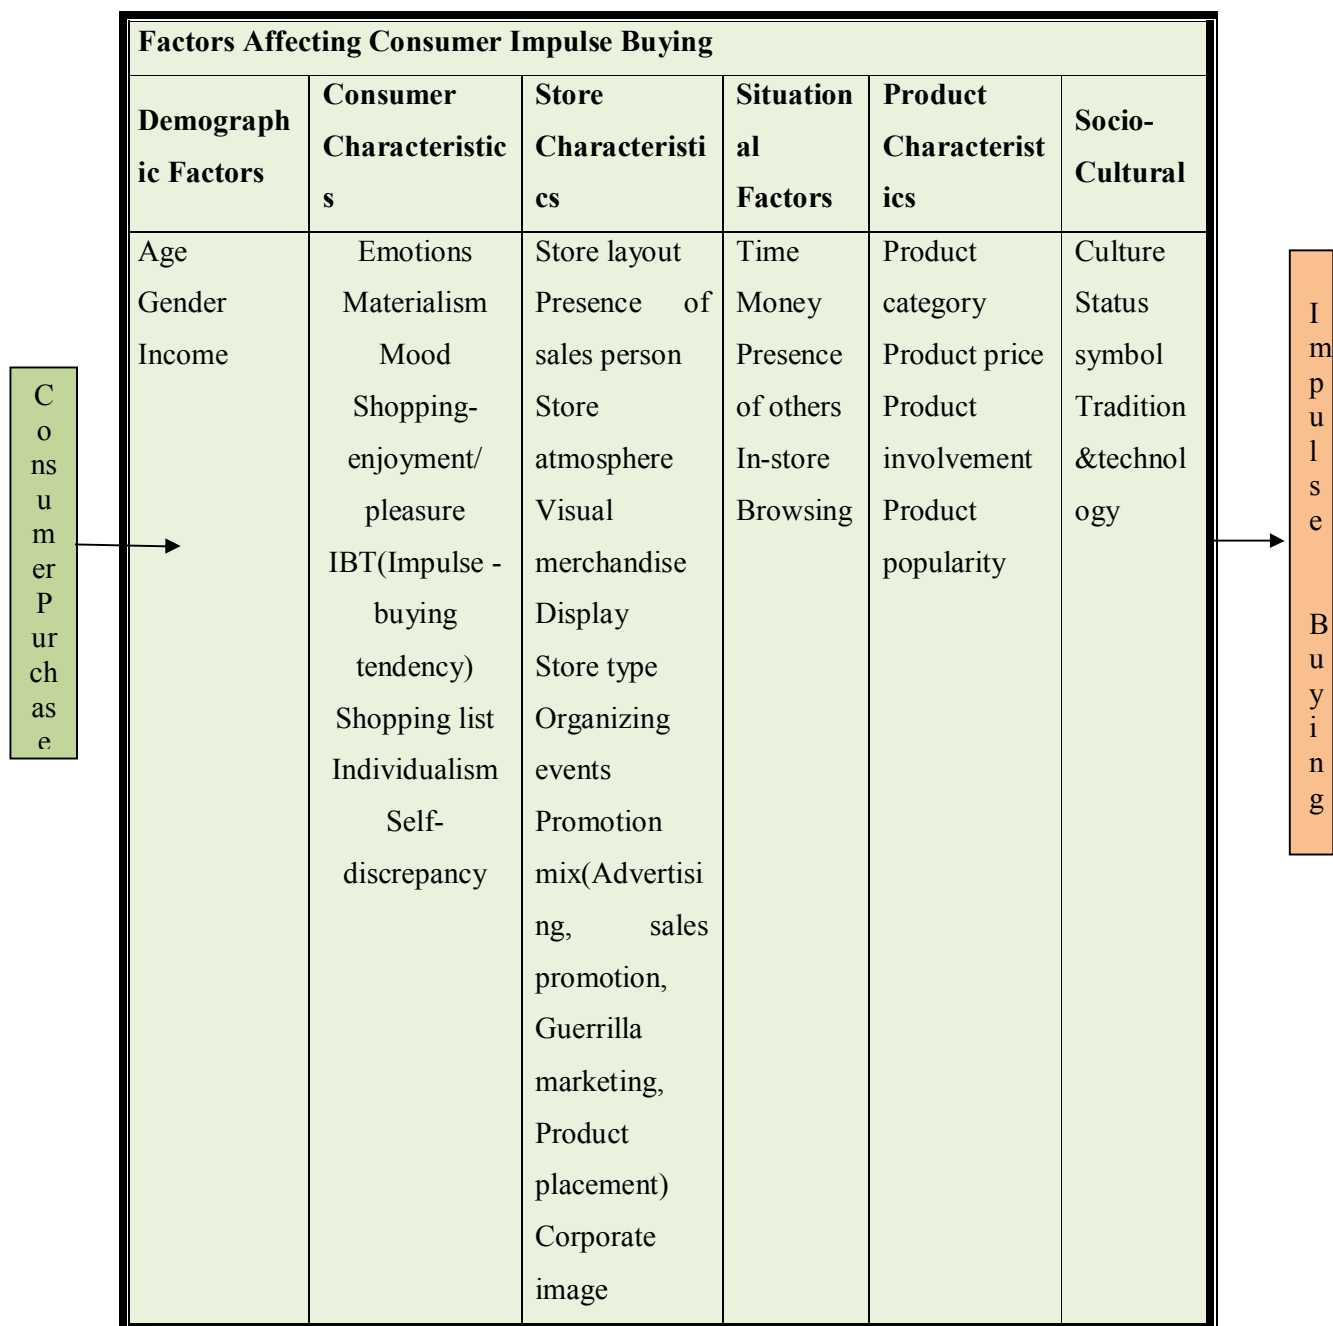 Factors Affecting Consumer Impulse Buying
Demograph
ic Factors
Consumer
Characteristic
s
Store
Characteristi
cs
Situation
al
Factors
Product
Characterist
ics
Socio-
Cultural
Age
Gender
Income
Emotions
Materialism
Mood
Shopping-
enjoyment/
pleasure
IBT(Impulse -
buying
tendency)
Shopping list
Individualism
Self-
discrepancy
Store layout
Presence of
sales person
Store
atmosphere
Visual
merchandise
Display
Store type
Organizing
events
Promotion
mix(Advertisi
ng, sales
promotion,
Guerrilla
marketing,
Product
placement)
Corporate
image
Time
Money
Presence
of others
In-store
Browsing
Product
category
Product price
Product
involvement
Product
popularity
Culture
Status
symbol
Tradition
&technol
ogy
C
o
ns
u
m
er
P
ur
ch
as
e
I
m
p
u
l
s
e
B
u
y
i
n
g